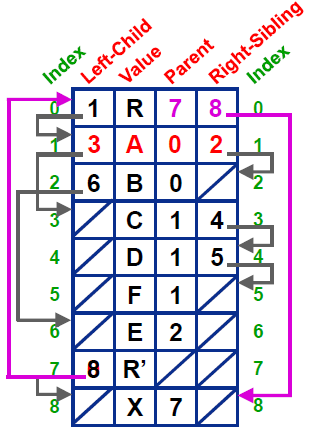 Index Left-Child Value Parent Right-Sibling Index
0 1 R 7 8 0
1 3 A 0 2 1
2 6 B 0 2
3 C 1 4 3
4 D 1 5 4
5 F 1 5
6 E 2 6
7 8 R’ 7
8 X 7 8